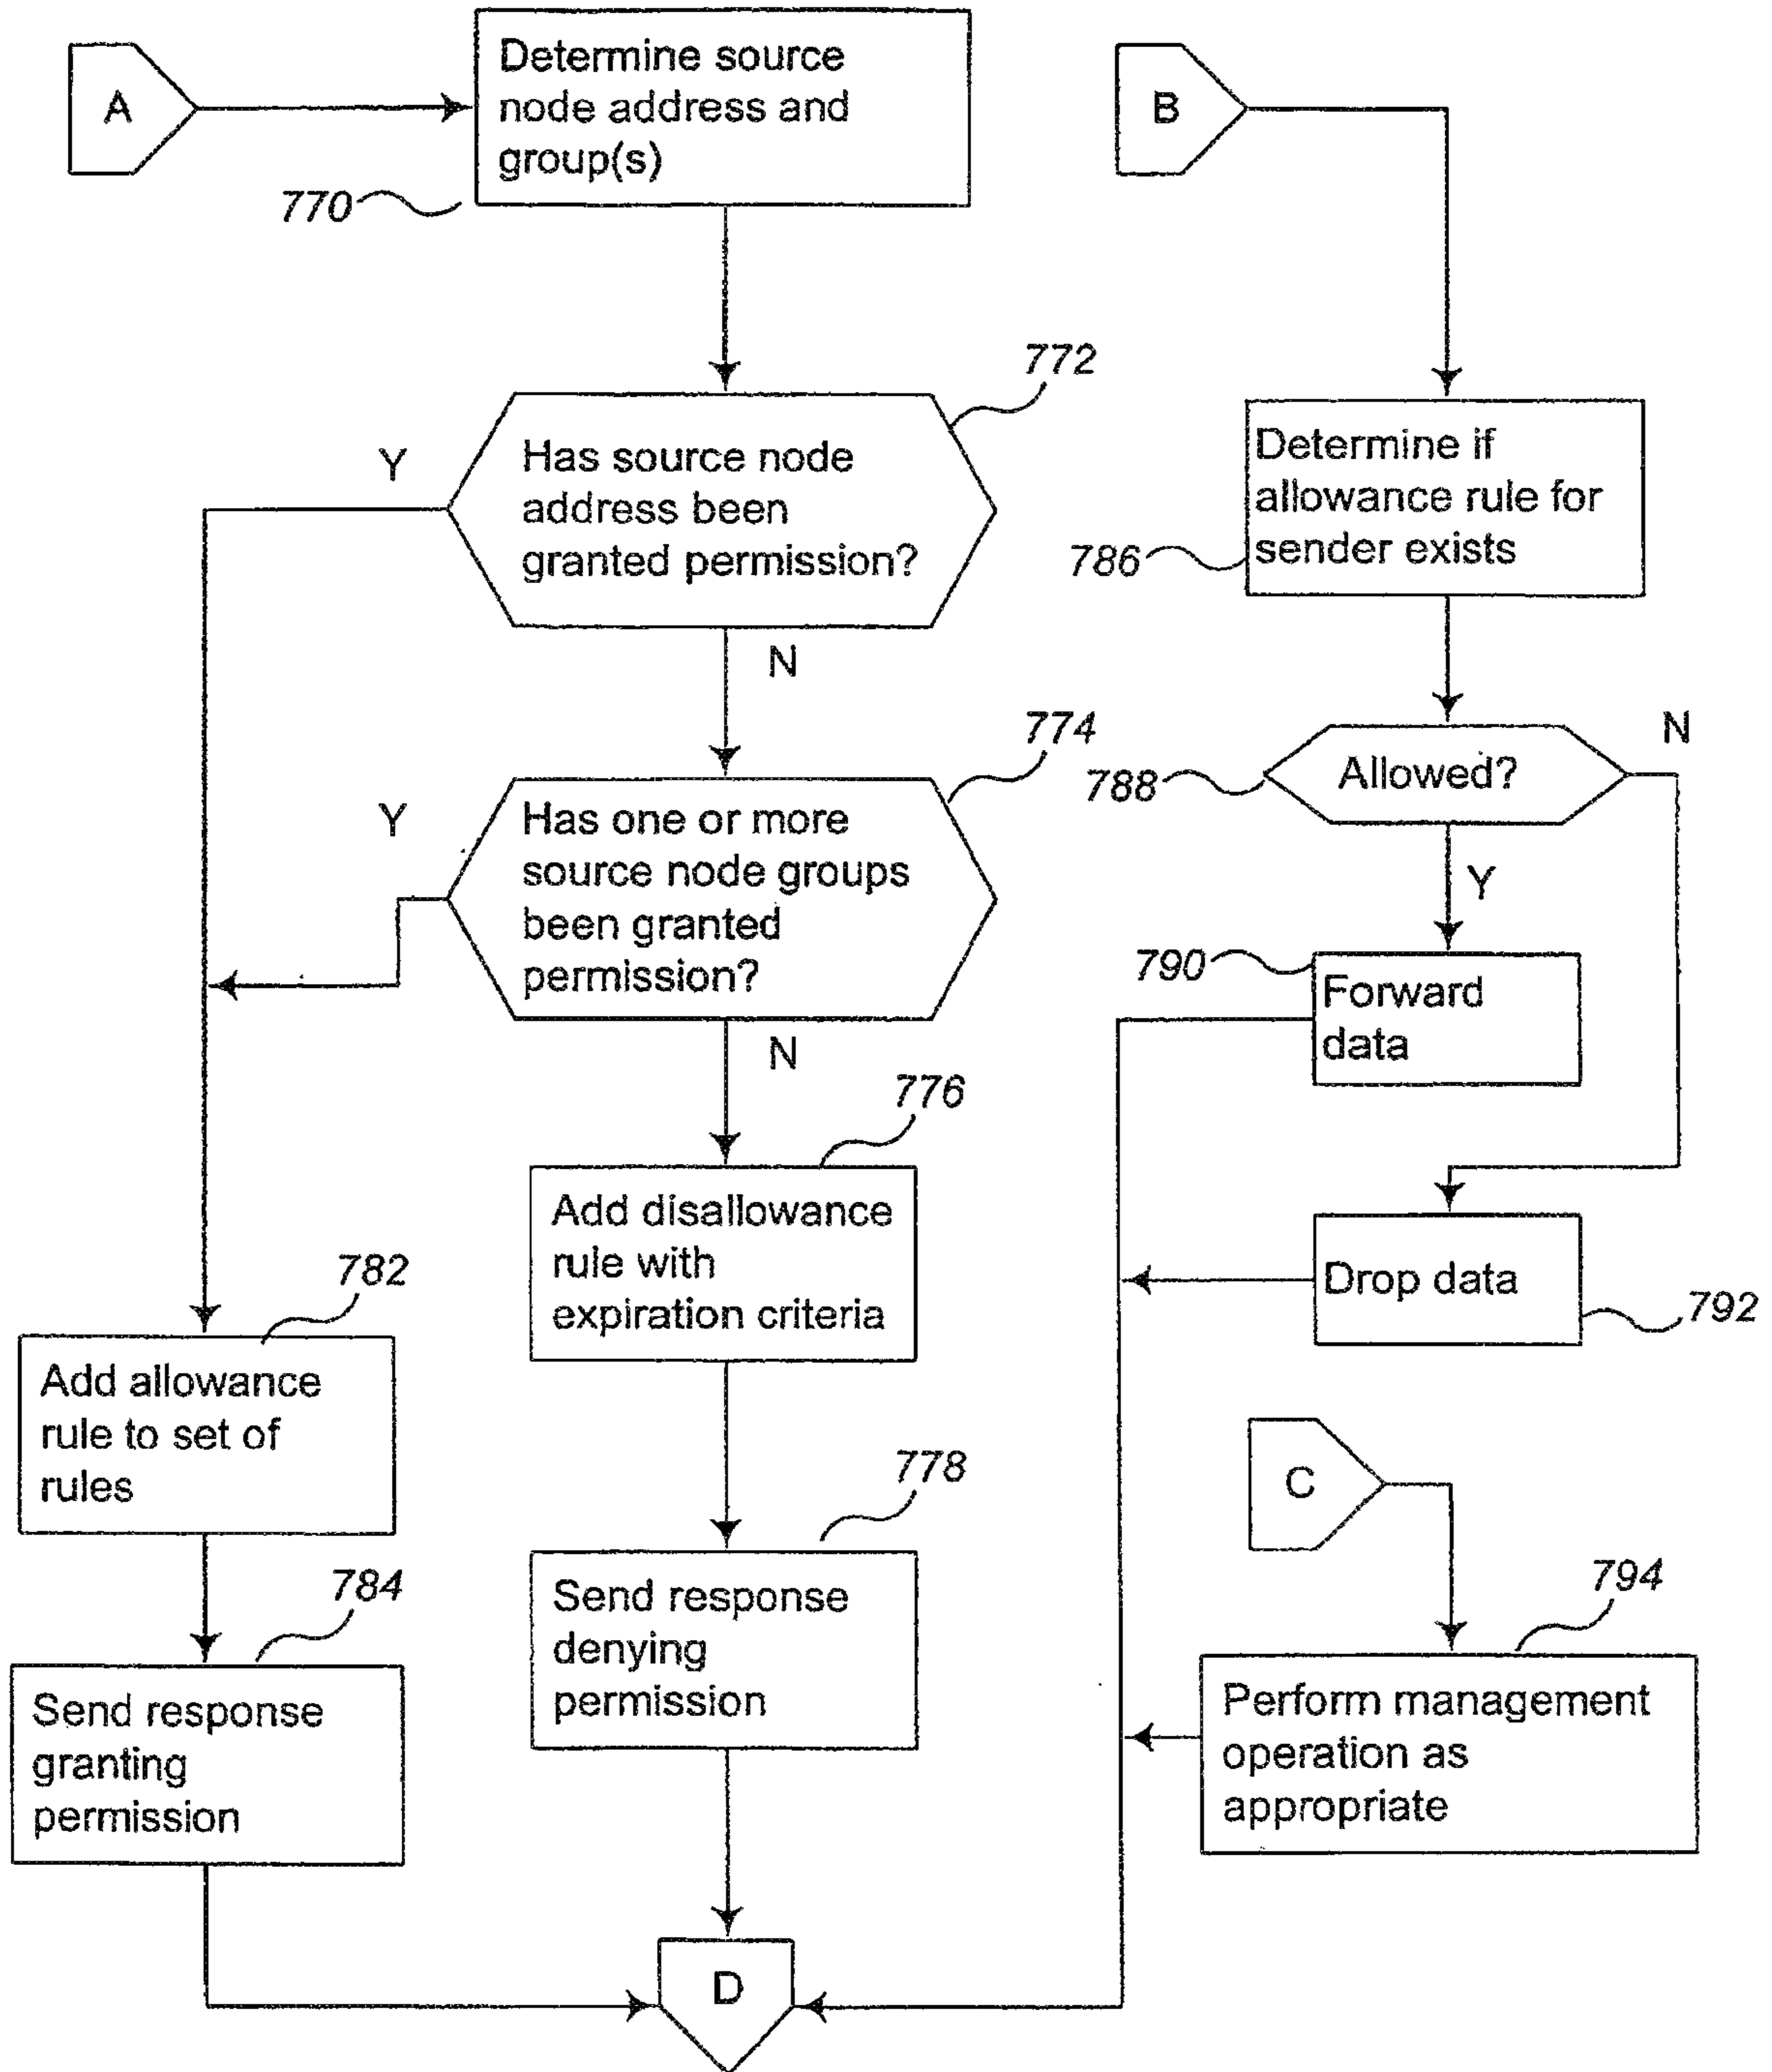 A
Determine source
node address and
group(s)
770
772
Has source node
address been
granted permission?
Y
N
774
Has one or more
source node groups
been granted
permission?
Y
N
776
Add disallowance
rule with
expiration criteria
778
Send response
denying
permission
782
Add allowance
rule to set of
rules
784
Send response
granting
permission
B
Determine if
allowance rule for
sender exists
786
Allowed?
788
N
Y
790
Forward
data
Drop data
792
C
794
Perform management
operation as
appropriate
D